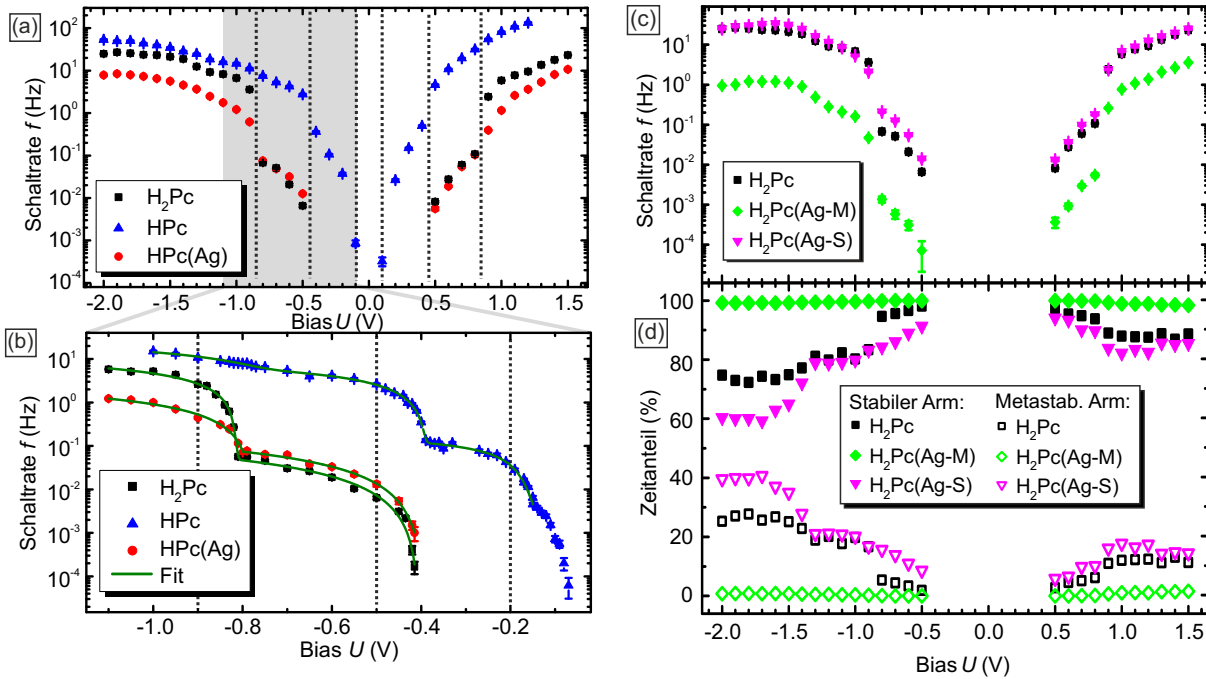 (a)
Schaltrate f (Hz)
10²
10¹
10⁰
10⁻¹
10⁻²
10⁻³
10⁻⁴
H₂Pc
HPc
HPc(Ag)
-2.0 -1.5 -1.0 -0.5 0.0 0.5 1.0 1.5
Bias U (V)
(b)
Schaltrate f (Hz)
10¹
10⁰
10⁻¹
10⁻²
10⁻³
10⁻⁴
H₂Pc
HPc
HPc(Ag)
Fit
-1.0 -0.8 -0.6 -0.4 -0.2
Bias U (V)
(c)
Schaltrate f (Hz)
10¹
10⁰
10⁻¹
10⁻²
10⁻³
10⁻⁴
H₂Pc
H₂Pc(Ag-M)
H₂Pc(Ag-S)
(d)
Zeitanteil (%)
100
80
60
40
20
0
Stabiler Arm: Metastab. Arm:
H₂Pc H₂Pc
H₂Pc(Ag-M) H₂Pc(Ag-M)
H₂Pc(Ag-S) H₂Pc(Ag-S)
-2.0 -1.5 -1.0 -0.5 0.0 0.5 1.0 1.5
Bias U (V)